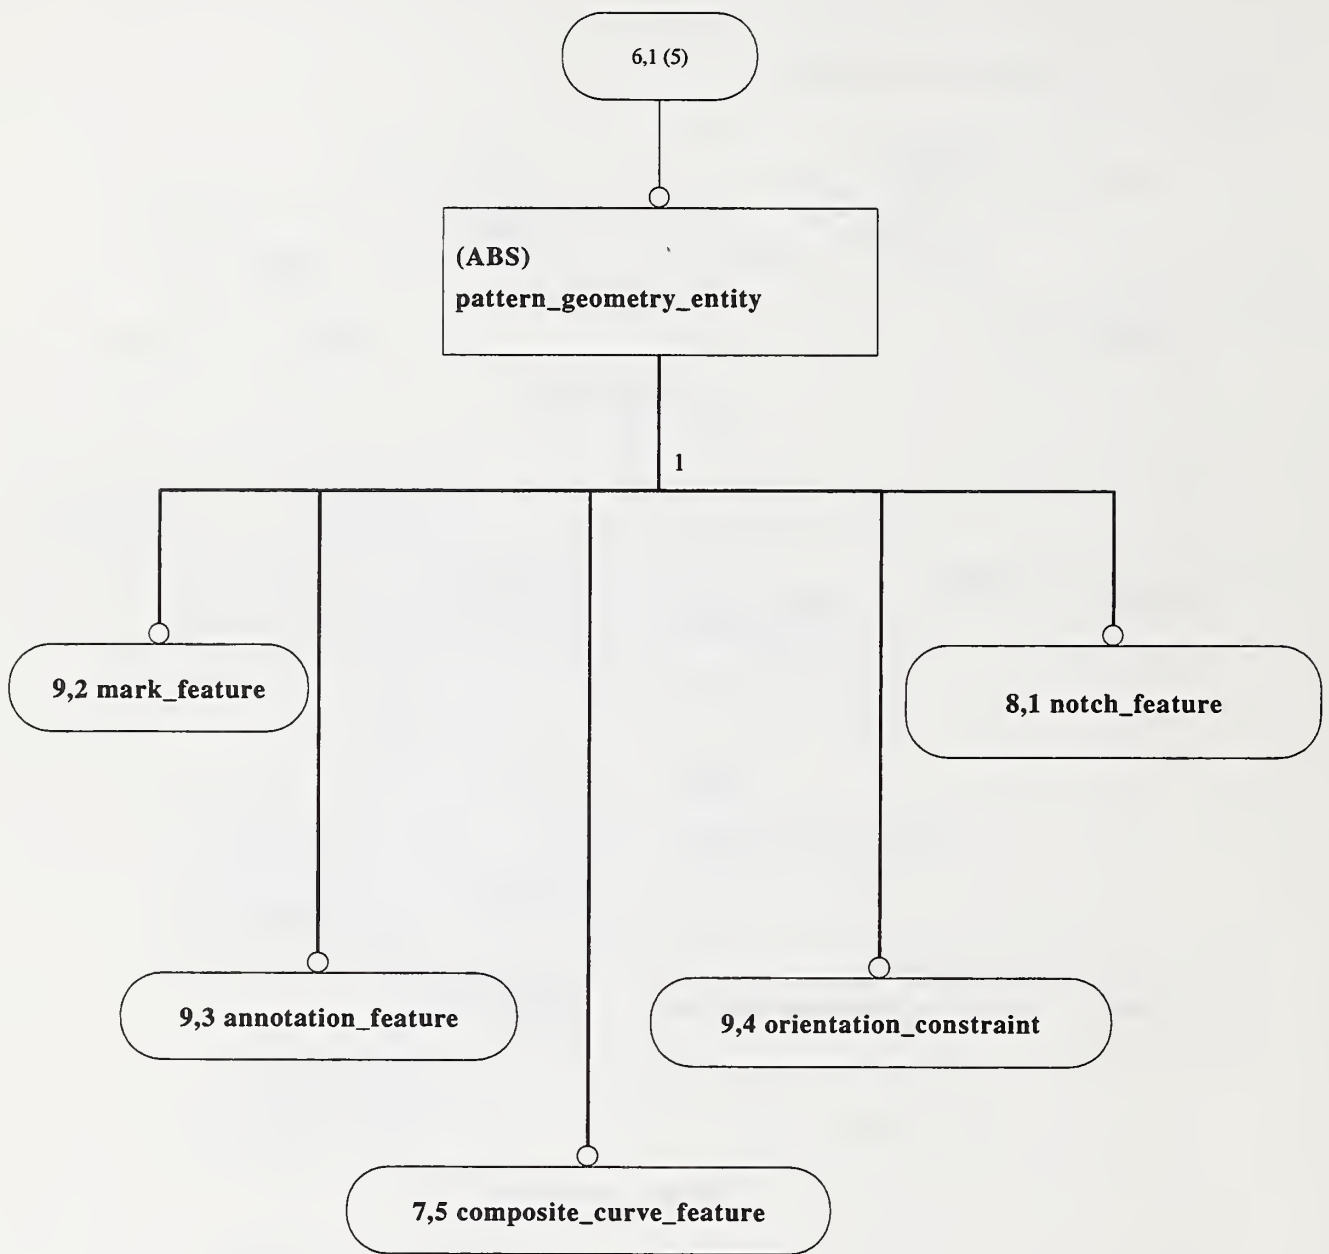 6,1 (5)
(ABS)
pattern_geometry_entity
1
9,2 mark_feature
8,1 notch_feature
9,3 annotation_feature
9,4 orientation_constraint
7,5 composite_curve_feature